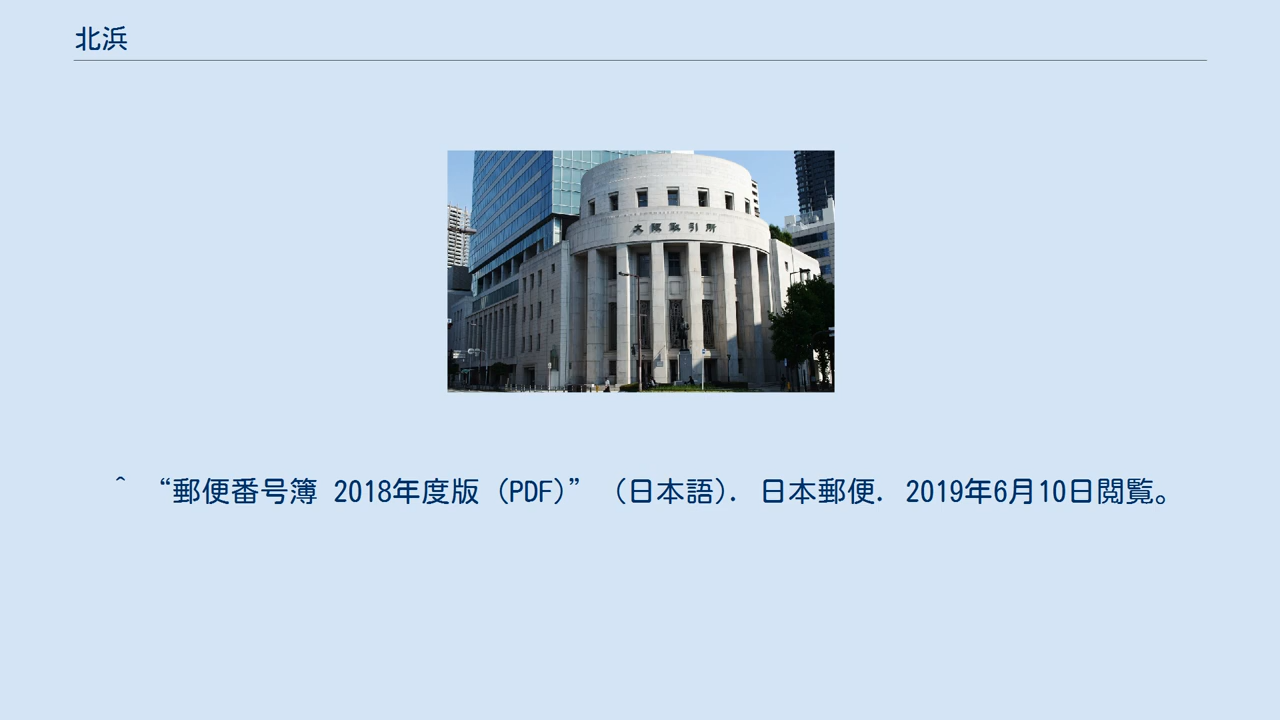 北浜
大阪取引所
^ “郵便番号簿 2018年度版 (PDF)” (日本語). 日本郵便. 2019年6月10日閲覧。